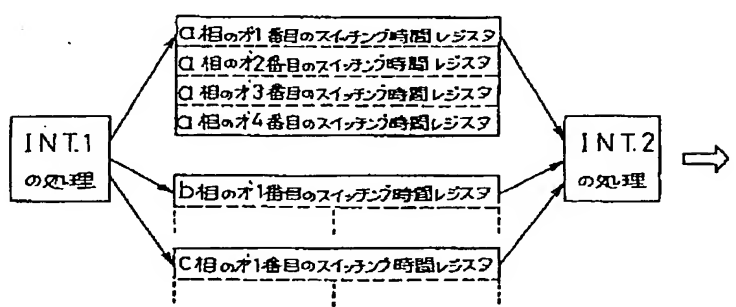 a相のオ1番目のスイッチング時間レジスタ
a相のオ2番目のスイッチング時間レジスタ
a相のオ3番目のスイッチング時間レジスタ
a相のオ4番目のスイッチング時間レジスタ
INT.1
の処理
b相のオ1番目のスイッチング時間レジスタ
c相のオ1番目のスイッチング時間レジスタ
INT.2
の処理